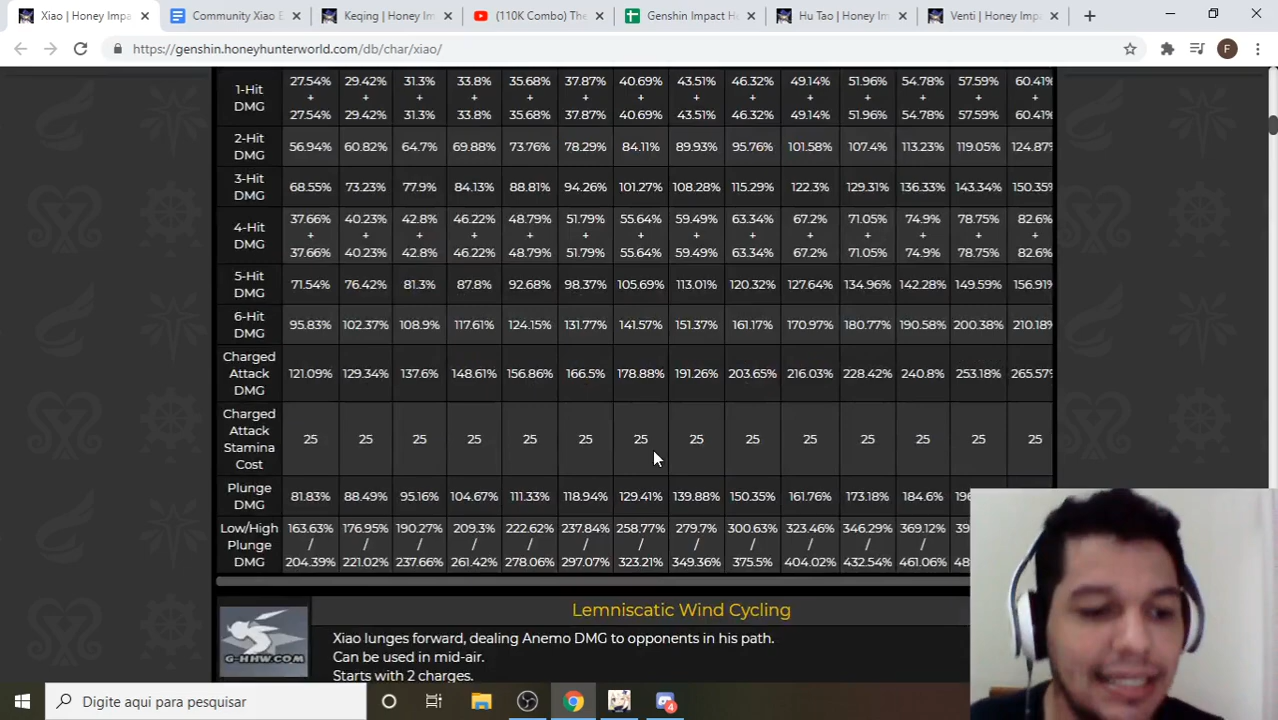 Xiao | Honey Impa
Community Xiao E
Keqing | Honey Im
(110K Combo) The
Genshin Impact He
Hu Tao | Honey Im
Venti | Honey Impa
https://genshin.honeyhunterworld.com/db/char/xiao/
F
1-Hit DMG 27.54% + 27.54% 29.42% + 29.42% 31.3% + 31.3% 33.8% + 33.8% 35.68% + 35.68% 37.87% + 37.87% 40.69% + 40.69% 43.51% + 43.51% 46.32% + 46.32% 49.14% + 49.14% 51.96% + 51.96% 54.78% + 54.78% 57.59% + 57.59% 60.41% + 60.41%
2-Hit DMG 56.94% 60.82% 64.7% 69.88% 73.76% 78.29% 84.11% 89.93% 95.76% 101.58% 107.4% 113.23% 119.05% 124.87%
3-Hit DMG 68.55% 73.23% 77.9% 84.13% 88.81% 94.26% 101.27% 108.28% 115.29% 122.3% 129.31% 136.33% 143.34% 150.35%
4-Hit DMG 37.66% + 37.66% 40.23% + 40.23% 42.8% + 42.8% 46.22% + 46.22% 48.79% + 48.79% 51.79% + 51.79% 55.64% + 55.64% 59.49% + 59.49% 63.34% + 63.34% 67.2% + 67.2% 71.05% + 71.05% 74.9% + 74.9% 78.75% + 78.75% 82.6% + 82.6%
5-Hit DMG 71.54% 76.42% 81.3% 87.8% 92.68% 98.37% 105.69% 113.01% 120.32% 127.64% 134.96% 142.28% 149.59% 156.91%
6-Hit DMG 95.83% 102.37% 108.9% 117.61% 124.15% 131.77% 141.57% 151.37% 161.17% 170.97% 180.77% 190.58% 200.38% 210.18%
Charged Attack DMG 121.09% 129.34% 137.6% 148.61% 156.86% 166.5% 178.88% 191.26% 203.65% 216.03% 228.42% 240.8% 253.18% 265.57%
Charged Attack Stamina Cost 25 25 25 25 25 25 25 25 25 25 25 25 25 25
Plunge DMG 81.83% 88.49% 95.16% 104.67% 111.33% 118.94% 129.41% 139.88% 150.35% 161.76% 173.18% 184.6% 196
Low/High Plunge DMG 163.63% / 204.39% 176.95% / 221.02% 190.27% / 237.66% 209.3% / 261.42% 222.62% / 278.06% 237.84% / 297.07% 258.77% / 323.21% 279.7% / 349.36% 300.63% / 375.5% 323.46% / 404.02% 346.29% / 432.54% 369.12% / 461.06% 39 / 48
G-HHW.COM
Lemniscatic Wind Cycling
Xiao lunges forward, dealing Anemo DMG to opponents in his path.
Can be used in mid-air.
Starts with 2 charges.
Digite aqui para pesquisar
4